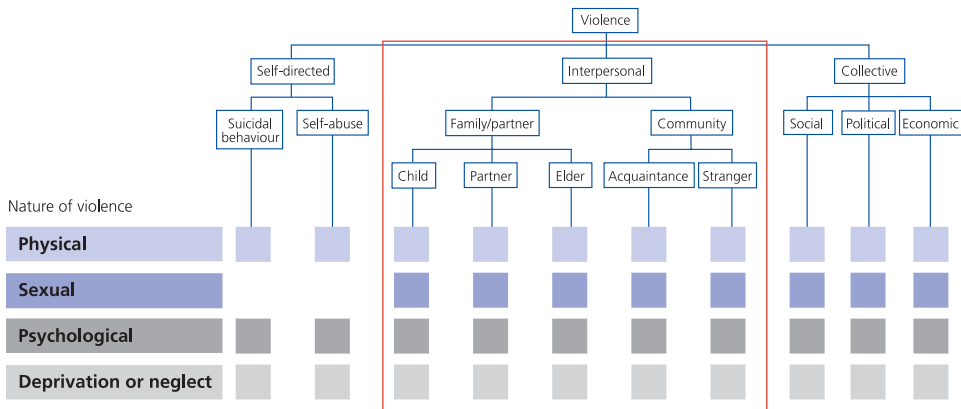 Violence
Self-directed
Interpersonal
Collective
Suicidal
behaviour
Self-abuse
Family/partner
Community
Social
Political
Economic
Child
Partner
Elder
Acquaintance
Stranger
Nature of violence
Physical
Sexual
Psychological
Deprivation or neglect